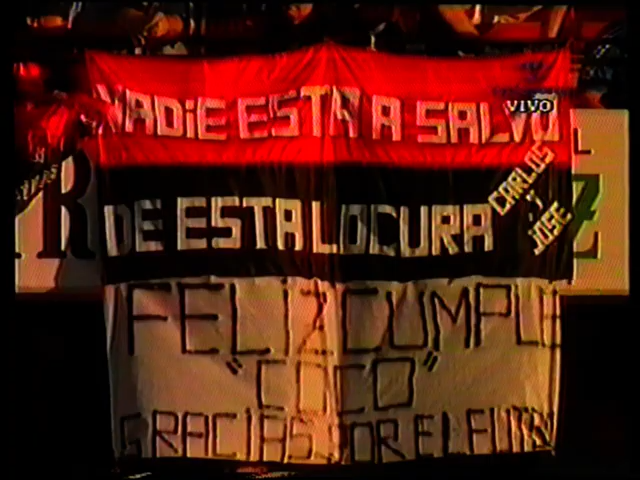 NADIE ESTA A SALVO
VIVO
CARLOS
Y
JOSE
DE ESTA LOCURA
FELIZ CUMPLE
"COCO"
GRACIAS POR EL